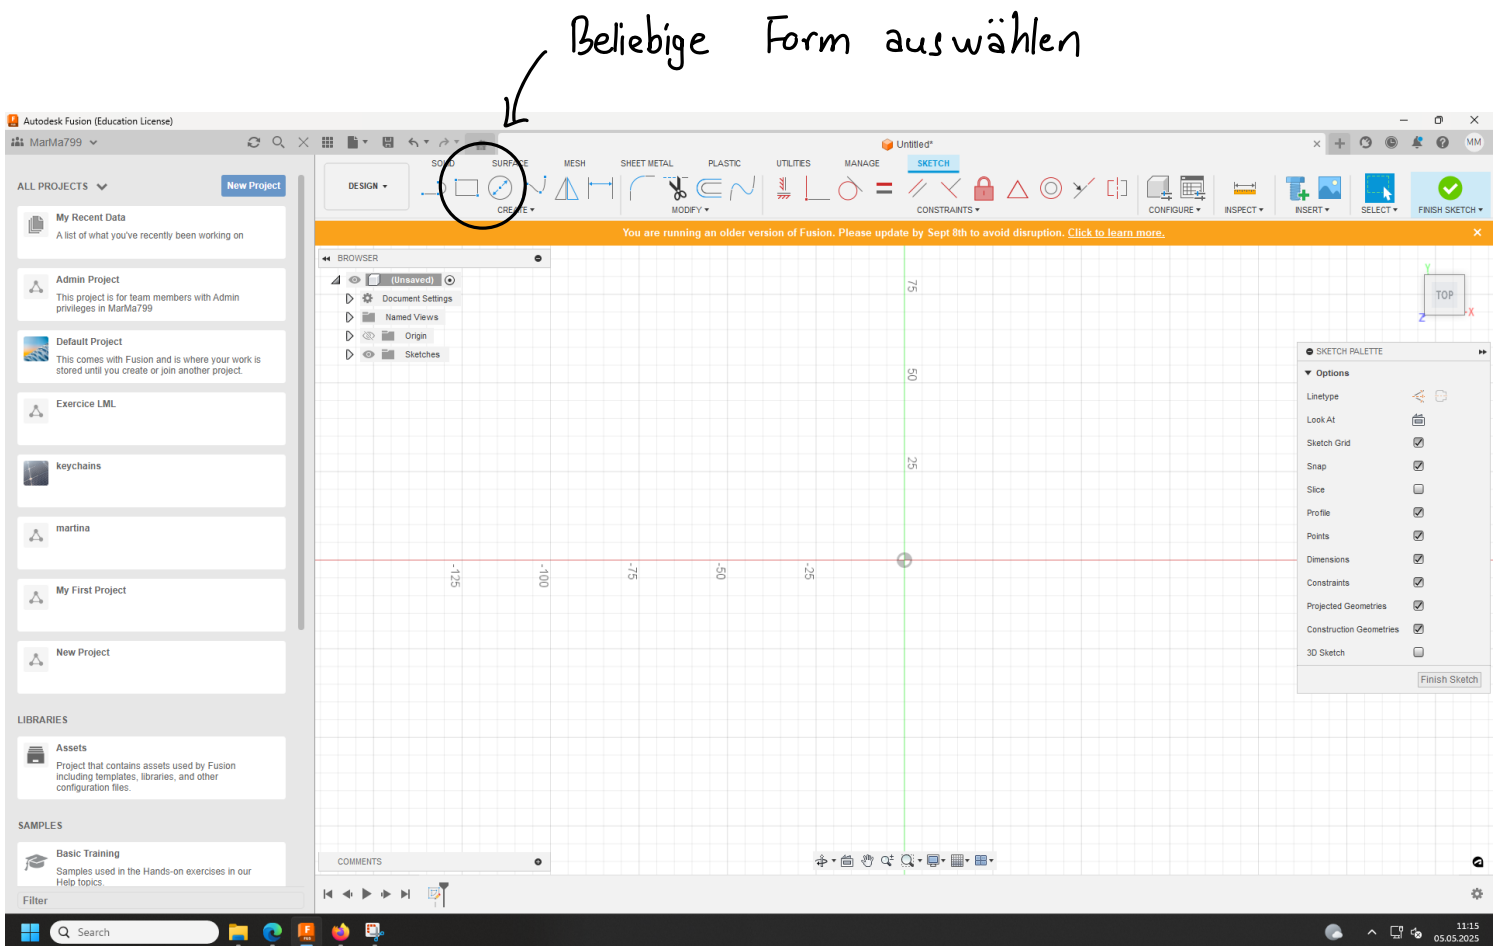 Beliebige Form auswählen
Autodesk Fusion (Education License)
MarMa799
Untitled*
MM
SOLID SURFACE MESH SHEET METAL PLASTIC UTILITIES MANAGE SKETCH
ALL PROJECTS
New Project
DESIGN
CREATE
MODIFY
CONSTRAINTS
CONFIGURE
INSPECT
INSERT
SELECT
FINISH SKETCH
You are running an older version of Fusion. Please update by Sept 8th to avoid disruption. Click to learn more.
My Recent Data
A list of what you've recently been working on
Admin Project
This project is for team members with Admin
privileges in MarMa799
Default Project
This comes with Fusion and is where your work is
stored until you create or join another project.
Exercice LML
keychains
martina
My First Project
New Project
LIBRARIES
Assets
Project that contains assets used by Fusion
including templates, libraries, and other
configuration files.
SAMPLES
Basic Training
Samples used in the Hands-on exercises in our
Help topics.
Filter
BROWSER
(Unsaved)
Document Settings
Named Views
Origin
Sketches
75
50
25
-125
-100
-75
-50
-25
Y
TOP
Z
X
SKETCH PALETTE
Options
Linetype
Look At
Sketch Grid
Snap
Slice
Profile
Points
Dimensions
Constraints
Projected Geometries
Construction Geometries
3D Sketch
Finish Sketch
COMMENTS
Search
11:15
05.05.2025